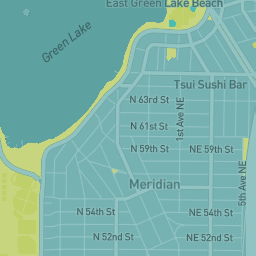 East Green Lake Beach
Green Lake
Tsui Sushi Bar
N 63rd St
1st Ave NE
N 61st St
N 59th St
NE 59th St
5th Ave NE
Meridian
N 54th St
NE 54th St
N 52nd St
NE 52nd St